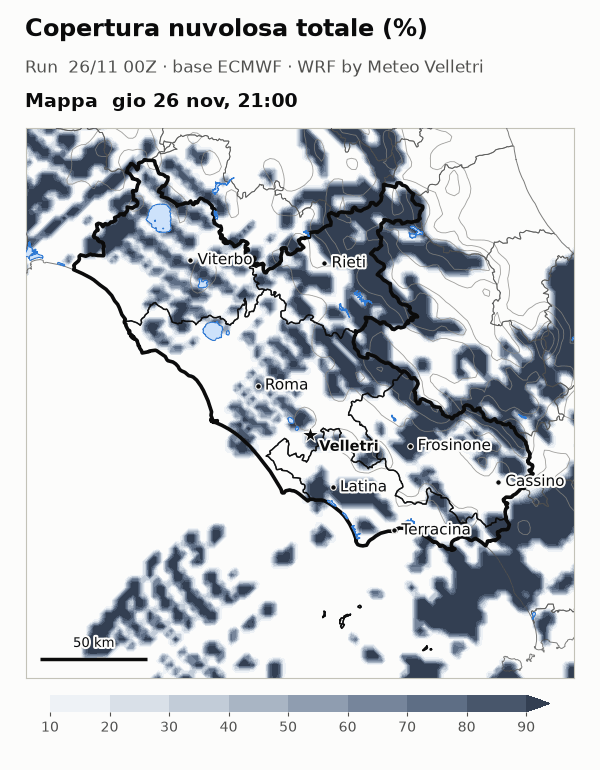 Copertura nuvolosa totale (%)
Run  26/11 00Z · base ECMWF · WRF by Meteo Velletri
Mappa  gio 26 nov, 21:00
Viterbo
Rieti
Roma
Velletri
Frosinone
Cassino
Latina
Terracina
50 km
10 20 30 40 50 60 70 80 90